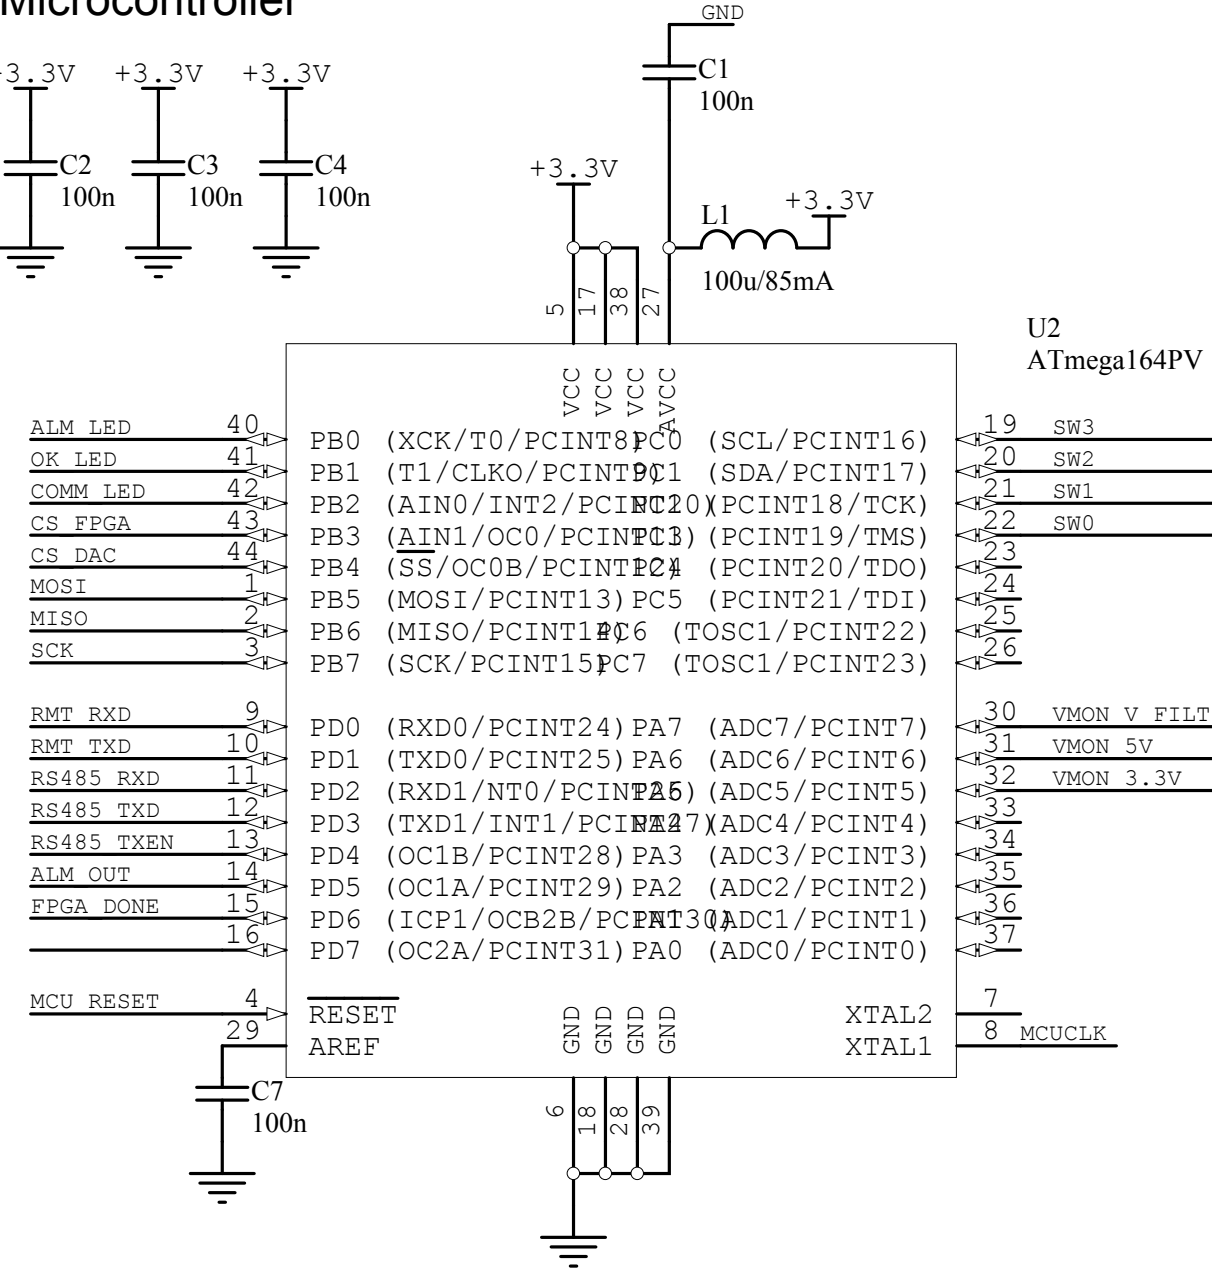 Microcontroller
GND
+3.3V +3.3V +3.3V
C1
100n
C2 C3 C4
100n 100n 100n
+3.3V
L1 +3.3V
100u/85mA
5 17 38 27
U2
ATmega164PV
VCC VCC VCC AVCC
ALM LED 40 PB0 (XCK/T0/PCINT8) PC0 (SCL/PCINT16) 19 SW3
OK LED 41 PB1 (T1/CLKO/PCINT9) PC1 (SDA/PCINT17) 20 SW2
COMM LED 42 PB2 (AIN0/INT2/PCINT10) PC2 (PCINT18/TCK) 21 SW1
CS FPGA 43 PB3 (AIN1/OC0/PCINT11) PC3 (PCINT19/TMS) 22 SW0
CS DAC 44 PB4 (SS/OC0B/PCINT12) PC4 (PCINT20/TDO) 23
MOSI 1 PB5 (MOSI/PCINT13) PC5 (PCINT21/TDI) 24
MISO 2 PB6 (MISO/PCINT14) PC6 (TOSC1/PCINT22) 25
SCK 3 PB7 (SCK/PCINT15) PC7 (TOSC1/PCINT23) 26
RMT RXD 9 PD0 (RXD0/PCINT24) PA7 (ADC7/PCINT7) 30 VMON V FILT
RMT TXD 10 PD1 (TXD0/PCINT25) PA6 (ADC6/PCINT6) 31 VMON 5V
RS485 RXD 11 PD2 (RXD1/NT0/PCINT26) PA5 (ADC5/PCINT5) 32 VMON 3.3V
RS485 TXD 12 PD3 (TXD1/INT1/PCINT27) PA4 (ADC4/PCINT4) 33
RS485 TXEN 13 PD4 (OC1B/PCINT28) PA3 (ADC3/PCINT3) 34
ALM OUT 14 PD5 (OC1A/PCINT29) PA2 (ADC2/PCINT2) 35
FPGA DONE 15 PD6 (ICP1/OCB2B/PCINT30) PA1 (ADC1/PCINT1) 36
16 PD7 (OC2A/PCINT31) PA0 (ADC0/PCINT0) 37
MCU RESET 4 RESET XTAL2 7
29 AREF XTAL1 8 MCUCLK
GND GND GND GND
C7
100n
6 18 28 39